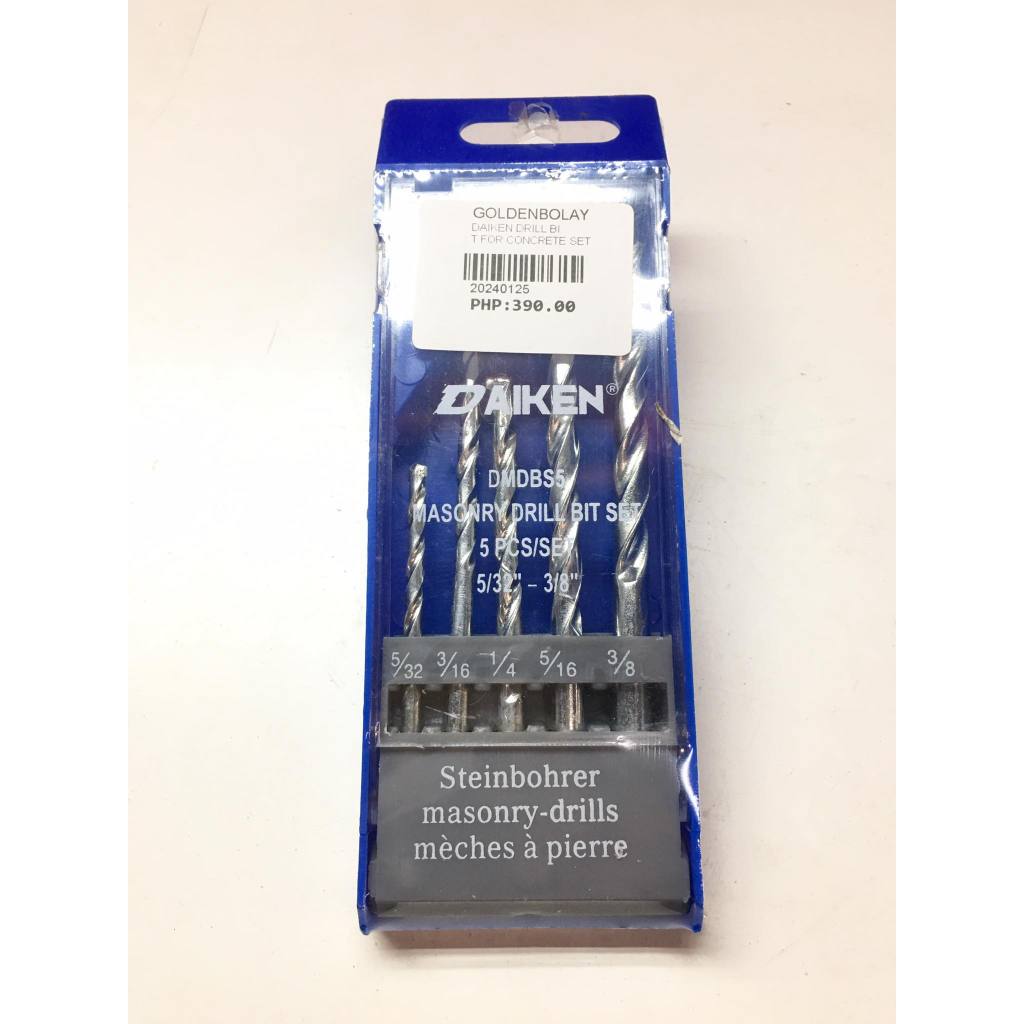 GOLDENBOLAY
DAIKEN DRILL BI
T FOR CONCRETE SET
20240125
PHP:390.00
DAIKEN®
DMDBS5
MASONRY DRILL BIT SET
5 PCS/SET
5/32" – 3/8"
5/32 3/16 1/4 5/16 3/8
Steinbohrer
masonry-drills
mèches à pierre